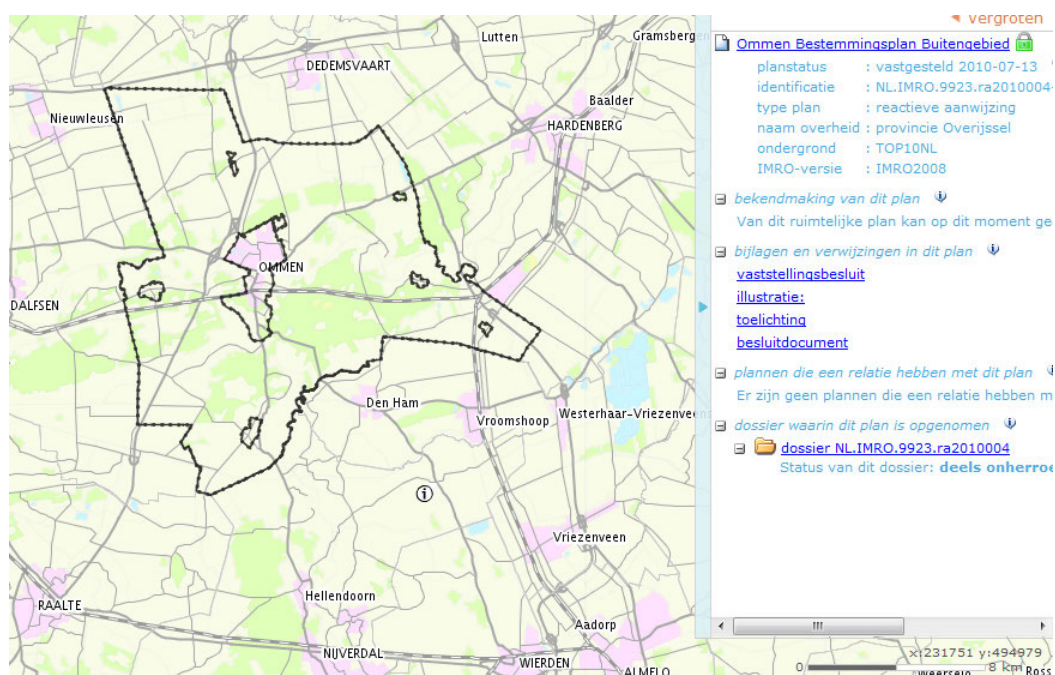 Lutten
Gramsbergen
DEDEMSVAART
Nieuwleusen
Baalder
HARDENBERG
OMMEN
DALFSEN
Den Ham
Vroomshoop
Westerhaar-Vriezenveens
Vriezenveen
Hellendoorn
RAALTE
Aadorp
NIJVERDAL
WIERDEN
ALMELO
Vergroten
Ommen Bestemmingsplan Buitengebied
planstatus : vastgesteld 2010-07-13
identificatie : NL.IMRO.9923.ra2010004-
type plan : reactieve aanwijzing
naam overheid : provincie Overijssel
ondergrond : TOP10NL
IMRO-versie : IMRO2008
bekendmaking van dit plan
Van dit ruimtelijke plan kan op dit moment ge
bijlagen en verwijzingen in dit plan
vaststellingsbesluit
illustratie:
toelichting
besluitdocument
plannen die een relatie hebben met dit plan
Er zijn geen plannen die een relatie hebben m
dossier waarin dit plan is opgenomen
dossier NL.IMRO.9923.ra2010004
Status van dit dossier: deels onherroe
x:231751 y:494979
0 8 km
Weerselo Ross